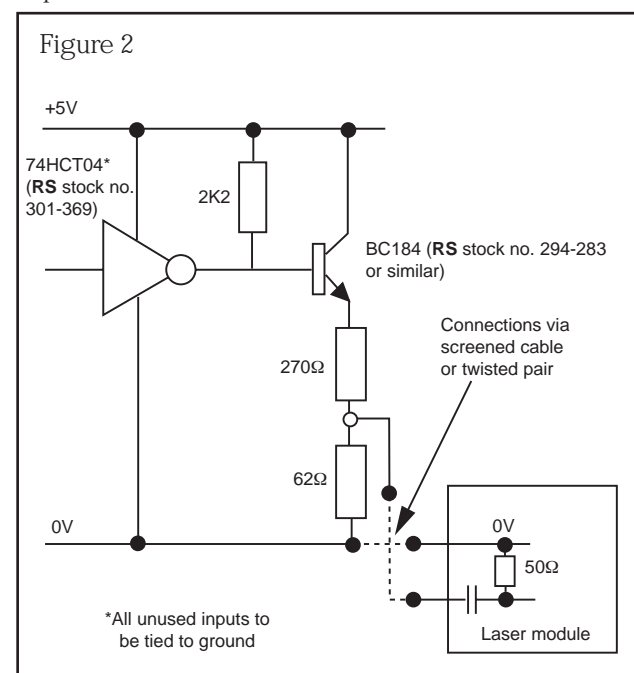 Figure 2
+5V
74HCT04*
(RS stock no.
301-369)
2K2
BC184 (RS stock no. 294-283
or similar)
Connections via
screened cable
or twisted pair
270Ω
62Ω
0V
0V
50Ω
*All unused inputs to
be tied to ground
Laser module